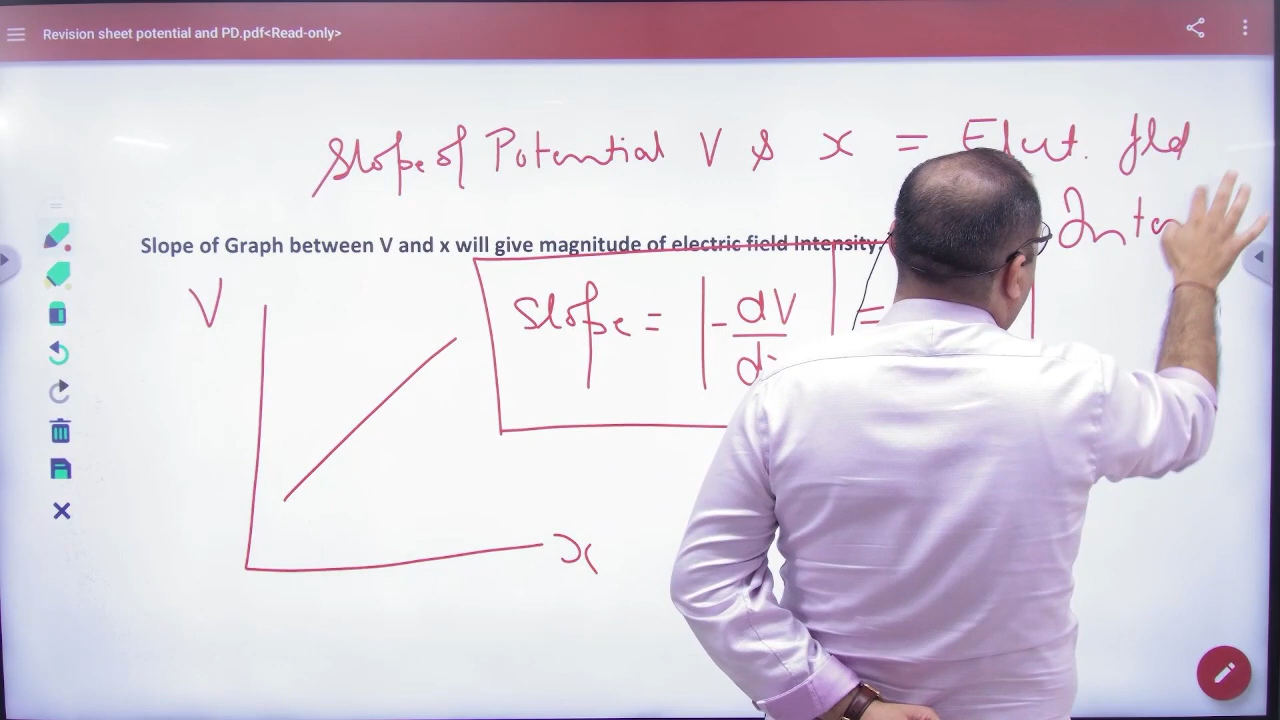 Revision sheet potential and PD.pdf<Read-only>
Slope of Potential V & x = Elect. fld
Slope of Graph between V and x will give magnitude of electric field Intensity
V
Slope = |-dV/d
| =
x